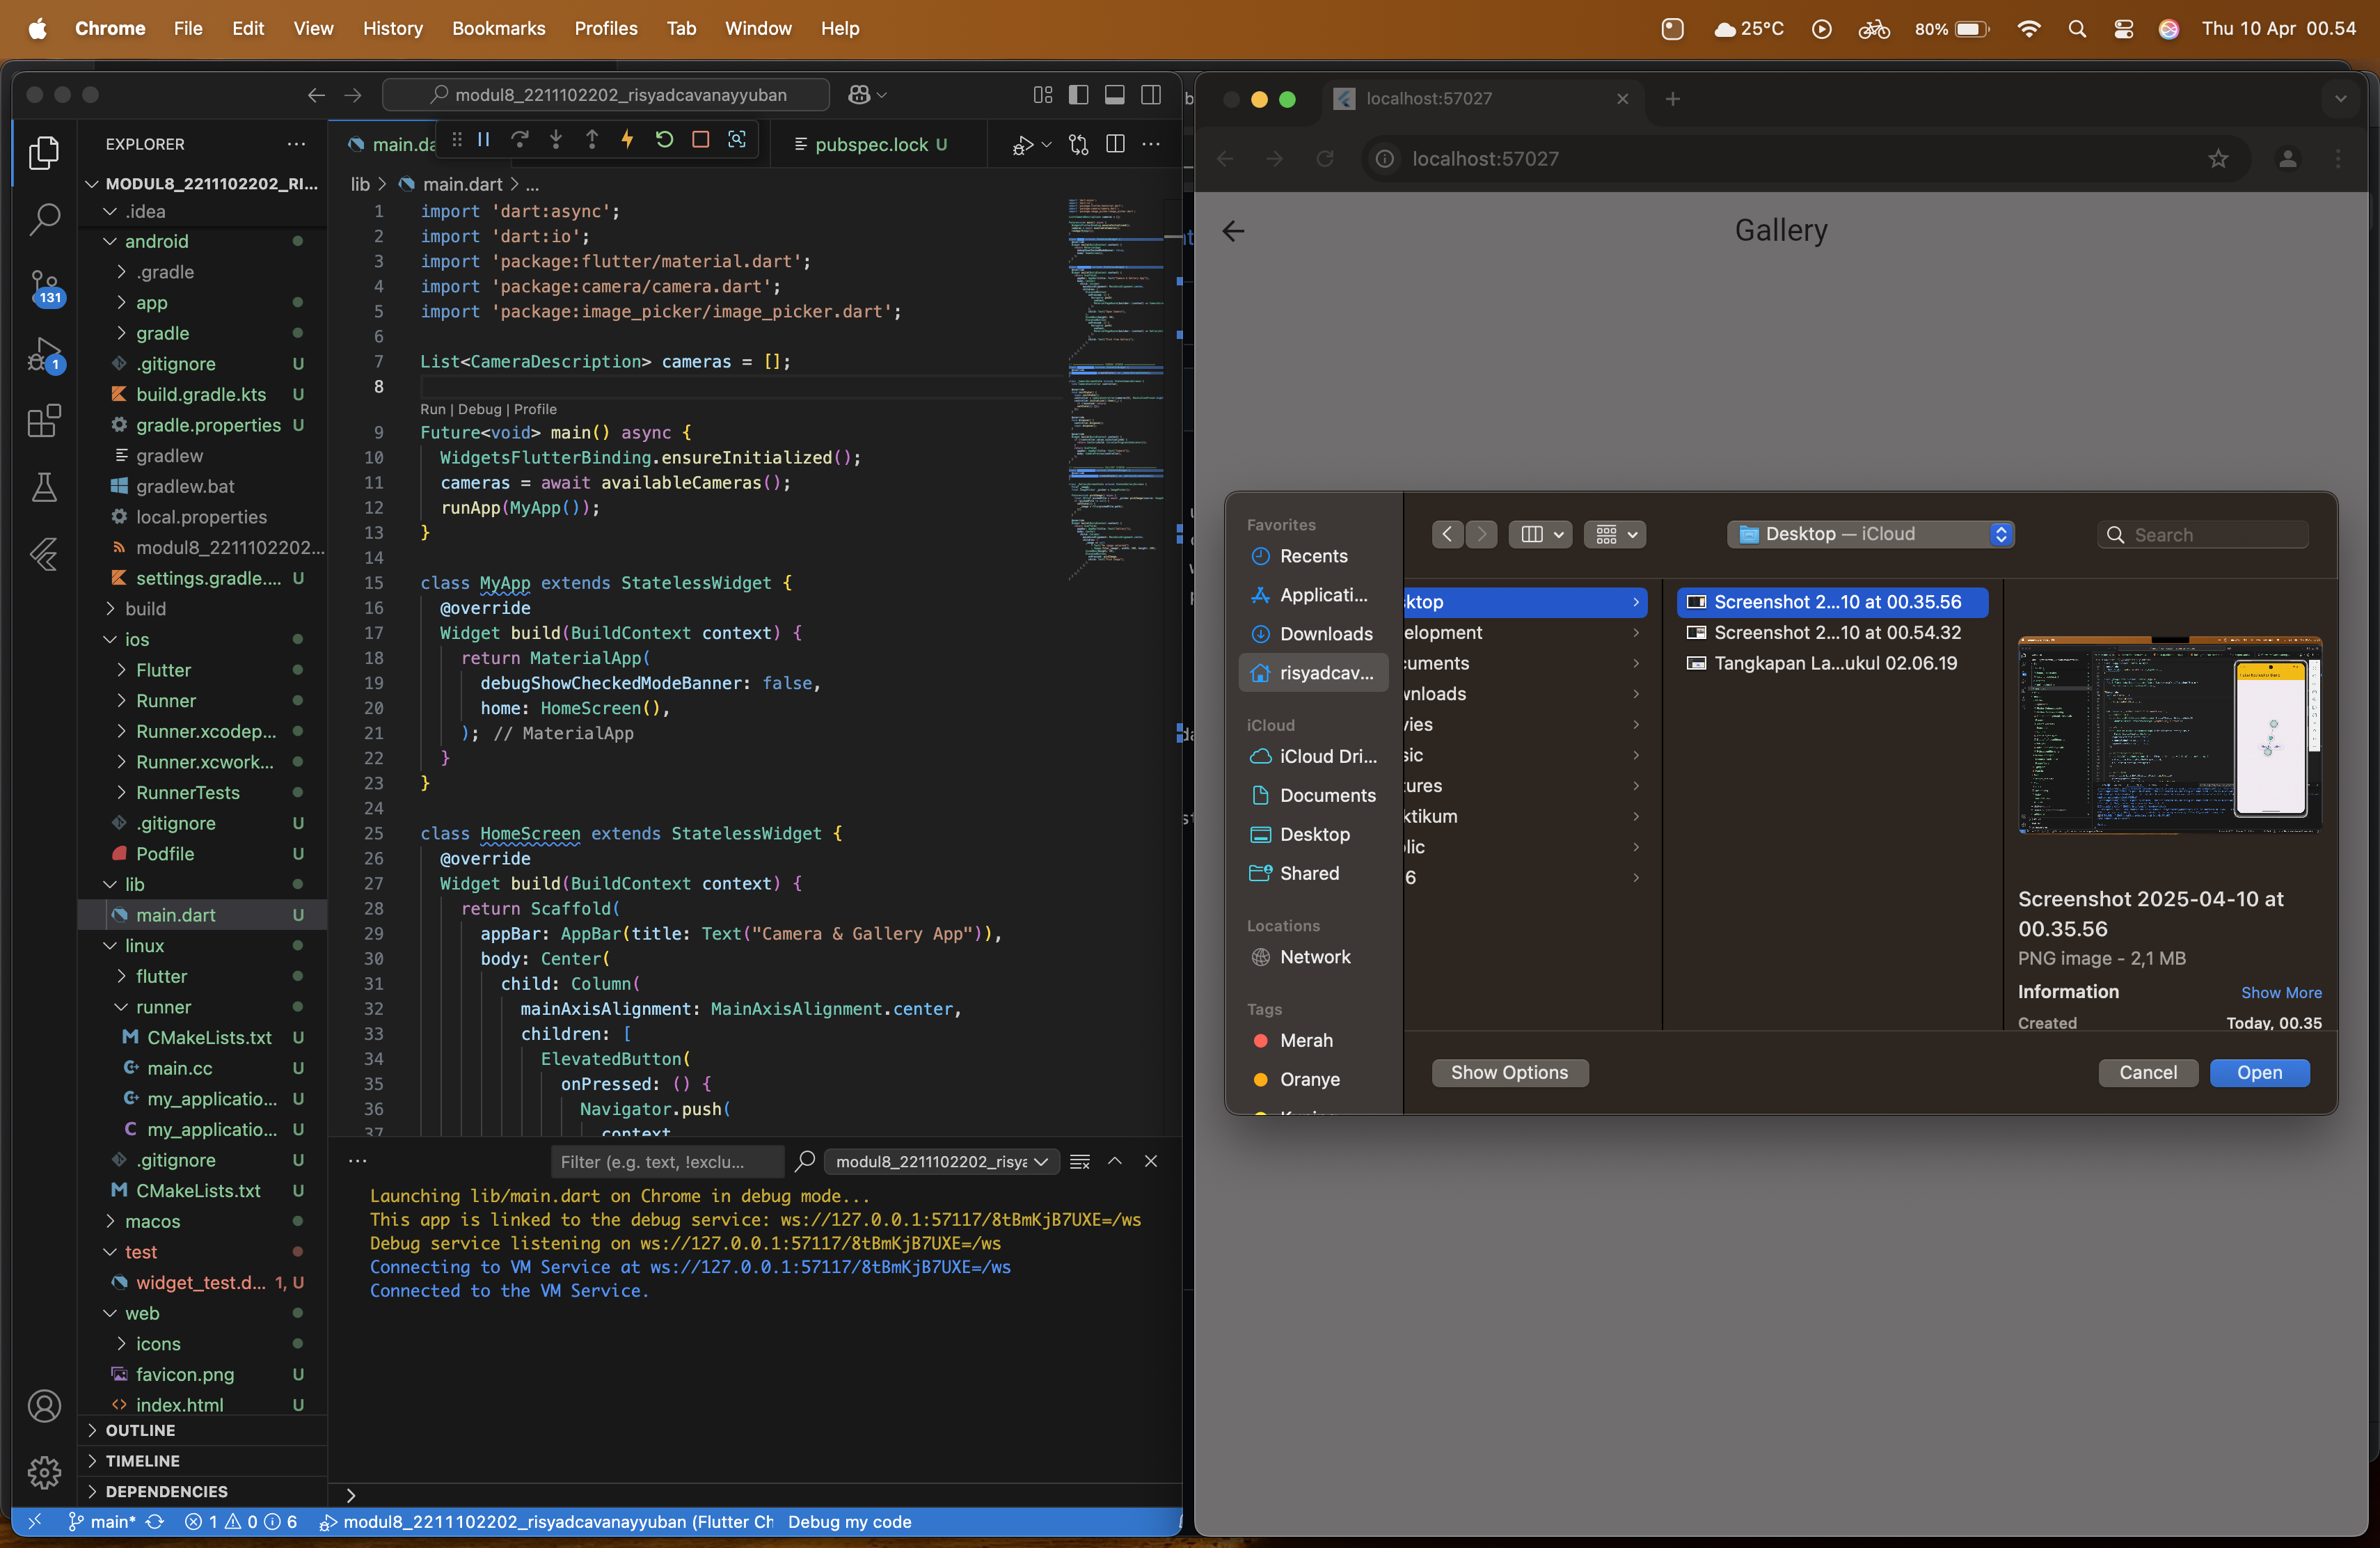 Chrome File Edit View History Bookmarks Profiles Tab Window Help
25°C 80% Thu 10 Apr 00.54
modul8_2211102202_risyadcavanayyuban
EXPLORER
MODUL8_2211102202_RI...
.idea
android
.gradle
app
gradle
.gitignore U
build.gradle.kts U
gradle.properties U
gradlew
gradlew.bat
local.properties
modul8_2211102202...
settings.gradle.... U
build
ios
Flutter
Runner
Runner.xcodep...
Runner.xcwork...
RunnerTests
.gitignore U
Podfile U
lib
main.dart U
linux
flutter
runner
CMakeLists.txt U
main.cc U
my_applicatio... U
my_applicatio... U
.gitignore U
CMakeLists.txt U
macos
test
widget_test.d... 1, U
web
icons
favicon.png U
index.html U
OUTLINE
TIMELINE
DEPENDENCIES
131
1
main.da
pubspec.lock U
lib > main.dart > ...
1 import 'dart:async';
2 import 'dart:io';
3 import 'package:flutter/material.dart';
4 import 'package:camera/camera.dart';
5 import 'package:image_picker/image_picker.dart';
6
7 List<CameraDescription> cameras = [];
8
Run | Debug | Profile
9 Future<void> main() async {
10 WidgetsFlutterBinding.ensureInitialized();
11 cameras = await availableCameras();
12 runApp(MyApp());
13 }
14
15 class MyApp extends StatelessWidget {
16 @override
17 Widget build(BuildContext context) {
18 return MaterialApp(
19 debugShowCheckedModeBanner: false,
20 home: HomeScreen(),
21 ); // MaterialApp
22 }
23 }
24
25 class HomeScreen extends StatelessWidget {
26 @override
27 Widget build(BuildContext context) {
28 return Scaffold(
29 appBar: AppBar(title: Text("Camera & Gallery App")),
30 body: Center(
31 child: Column(
32 mainAxisAlignment: MainAxisAlignment.center,
33 children: [
34 ElevatedButton(
35 onPressed: () {
36 Navigator.push(
37 context
Filter (e.g. text, !exclu...
modul8_2211102202_risya
Launching lib/main.dart on Chrome in debug mode...
This app is linked to the debug service: ws://127.0.0.1:57117/8tBmKjB7UXE=/ws
Debug service listening on ws://127.0.0.1:57117/8tBmKjB7UXE=/ws
Connecting to VM Service at ws://127.0.0.1:57117/8tBmKjB7UXE=/ws
Connected to the VM Service.
main* 1 0 6 modul8_2211102202_risyadcavanayyuban (Flutter Ch Debug my code
localhost:57027
localhost:57027
Gallery
Favorites
Recents
Applicati...
Downloads
risyadcav...
iCloud
iCloud Dri...
Documents
Desktop
Shared
Locations
Network
Tags
Merah
Oranye
Desktop — iCloud
Search
ktop
elopment
cuments
wnloads
vies
sic
tures
ktikum
lic
6
Screenshot 2...10 at 00.35.56
Screenshot 2...10 at 00.54.32
Tangkapan La...ukul 02.06.19
Screenshot 2025-04-10 at
00.35.56
PNG image - 2,1 MB
Information Show More
Created Today, 00.35
Show Options
Cancel
Open